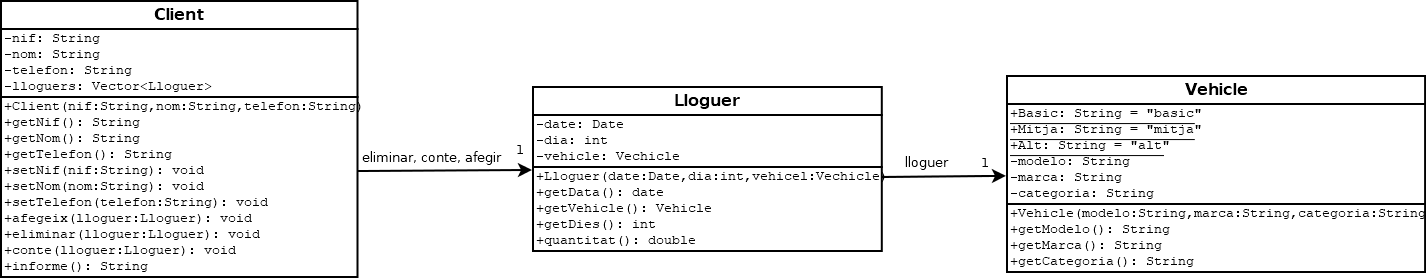 Client
-nif: String
-nom: String
-telefon: String
-lloguers: Vector<Lloguer>
+Client(nif:String,nom:String,telefon:String)
+getNif(): String
+getNom(): String
+getTelefon(): String
+setNif(nif:String): void
+setNom(nom:String): void
+setTelefon(telefon:String): void
+afegeix(lloguer:Lloguer): void
+eliminar(lloguer:Lloguer): void
+conte(lloguer:Lloguer): void
+informe(): String
eliminar, conte, afegir
1
Lloguer
-date: Date
-dia: int
-vehicle: Vechicle
+Lloguer(date:Date,dia:int,vehicel:Vechicle)
+getData(): date
+getVehicle(): Vehicle
+getDies(): int
+quantitat(): double
lloguer
1
Vehicle
+Basic: String = "basic"
+Mitja: String = "mitja"
+Alt: String = "alt"
-modelo: String
-marca: String
-categoria: String
+Vehicle(modelo:String,marca:String,categoria:String
+getModelo(): String
+getMarca(): String
+getCategoria(): String